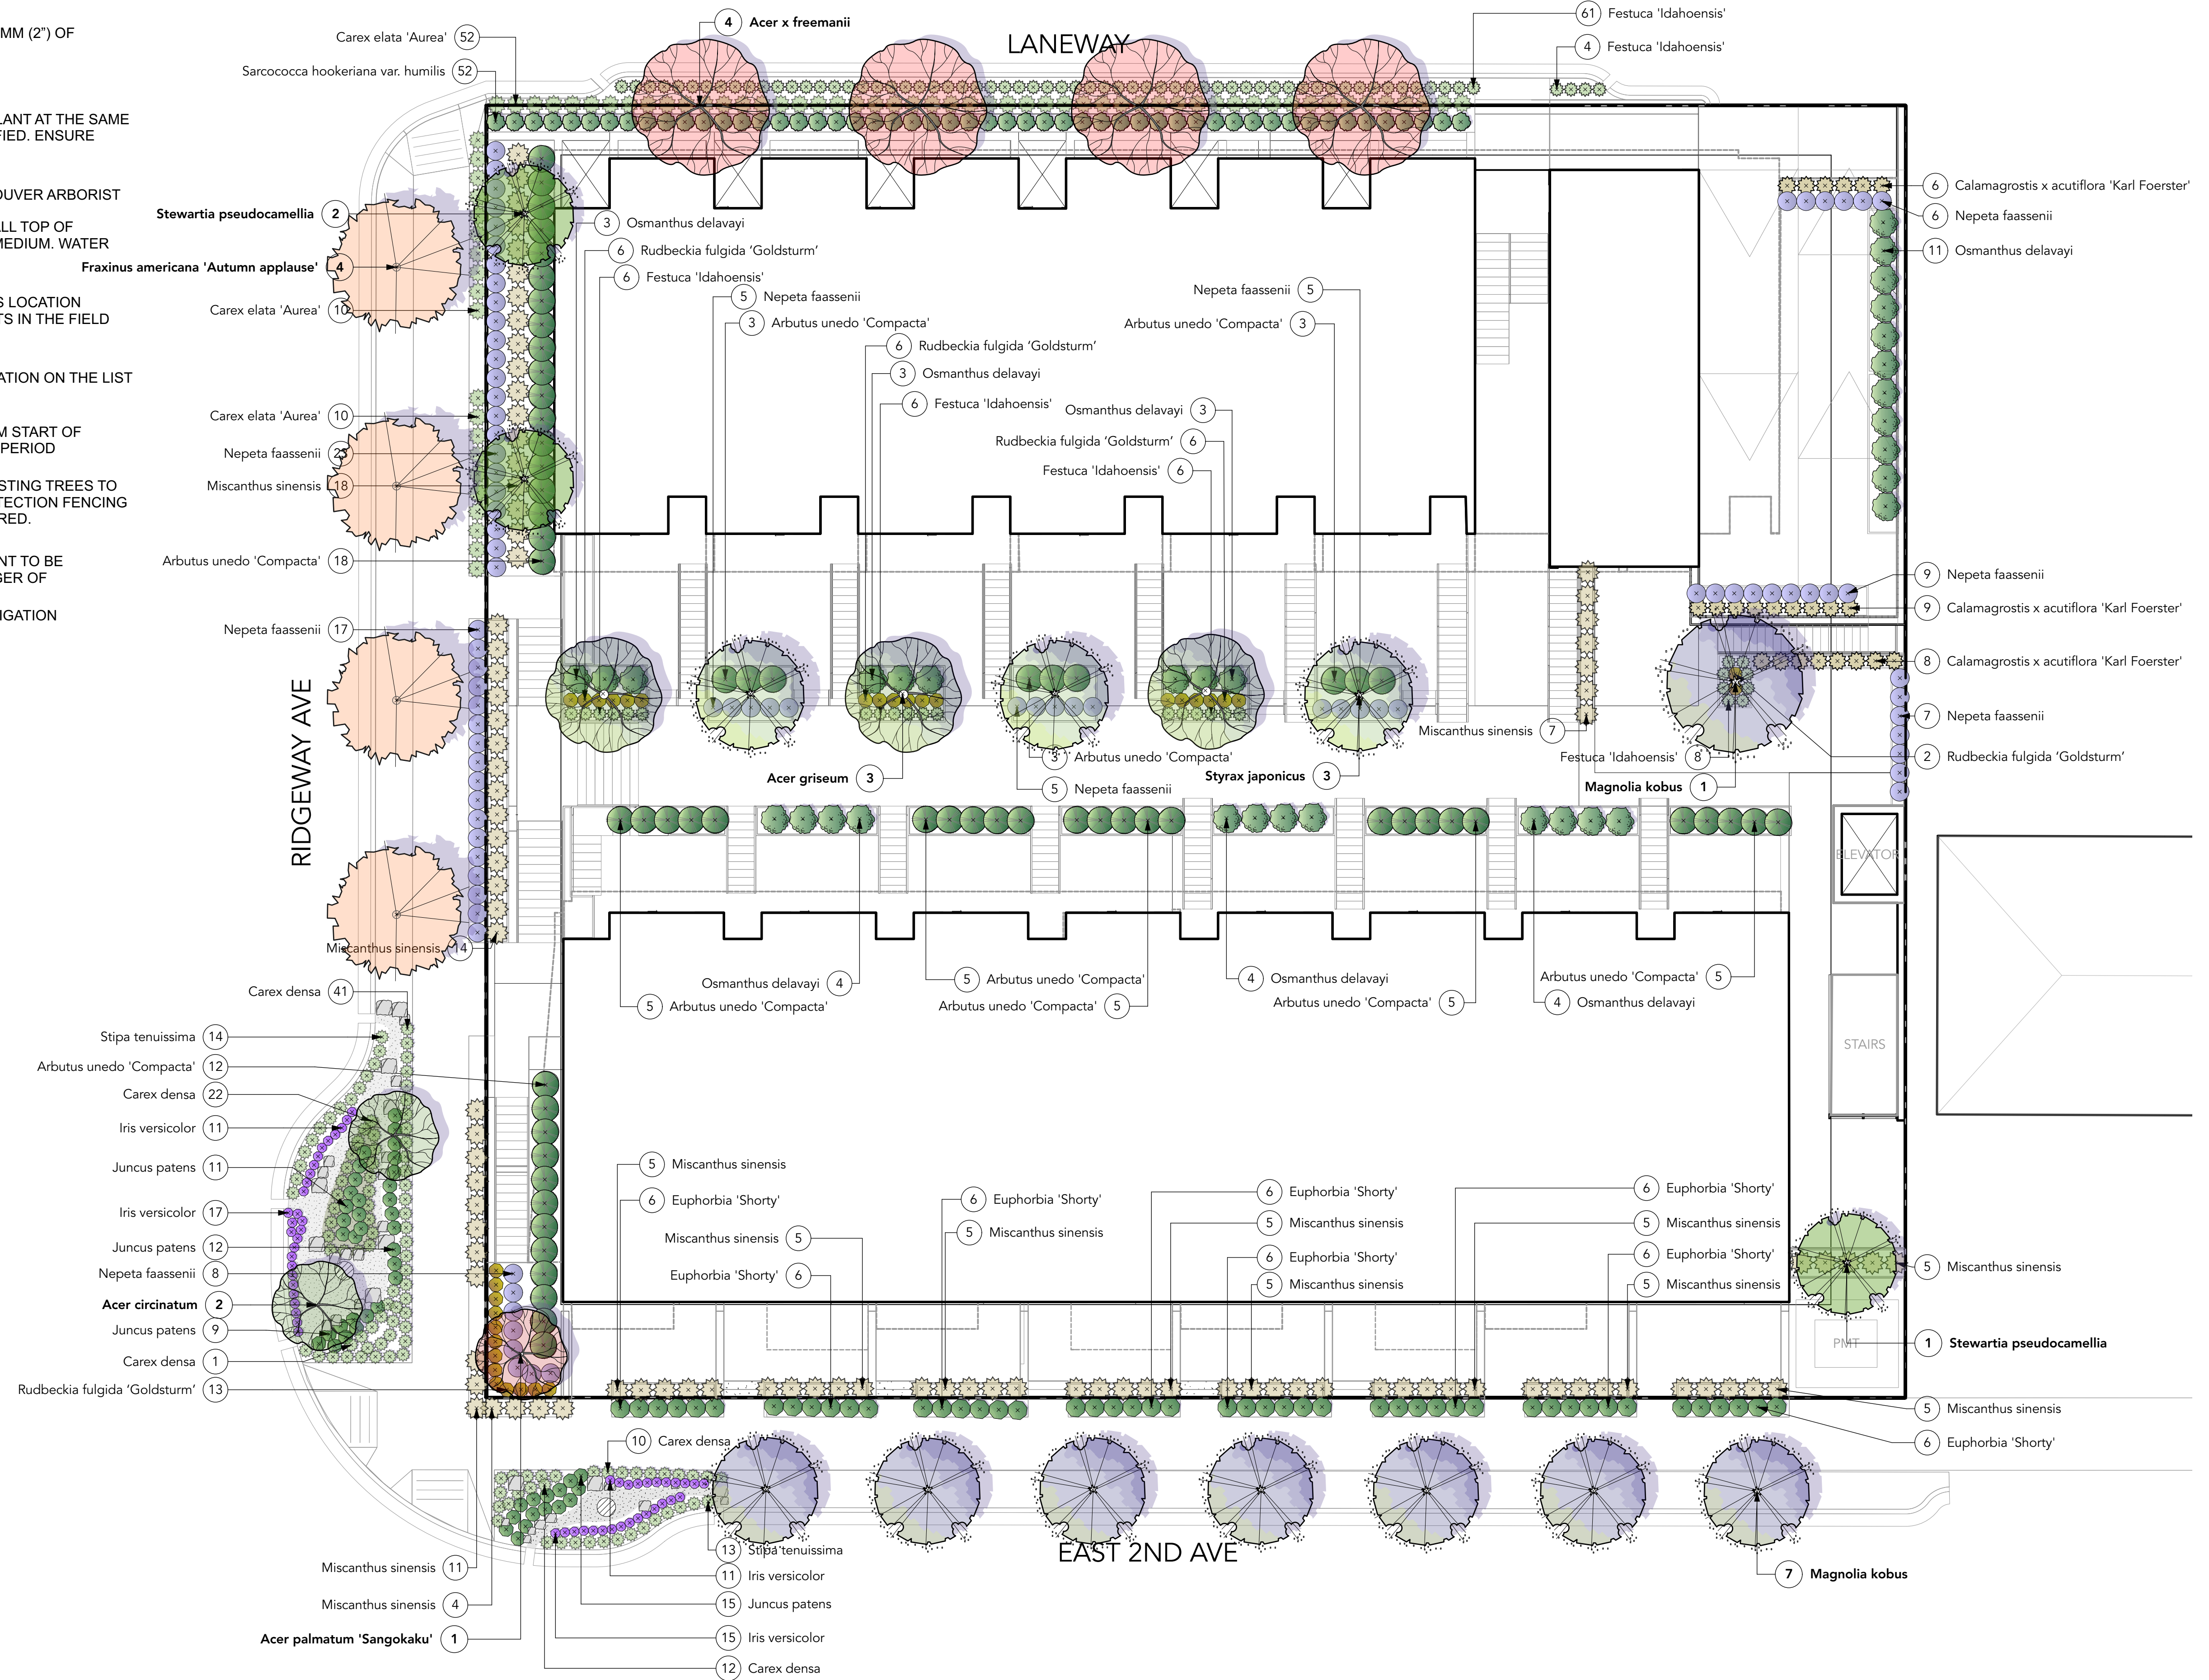 MM (2") OF
LANT AT THE SAME
FIED. ENSURE
OUVER ARBORIST
ALL TOP OF
MEDIUM. WATER
S LOCATION
TS IN THE FIELD
ATION ON THE LIST
M START OF
PERIOD
STING TREES TO
TECTION FENCING
RED.
NT TO BE
GER OF
IGATION
LANEWAY
4 Acer x freemanii
61 Festuca 'Idahoensis'
4 Festuca 'Idahoensis'
Carex elata 'Aurea' 52
Sarcococca hookeriana var. humilis 52
Stewartia pseudocamellia 2
Fraxinus americana 'Autumn applause' 4
Carex elata 'Aurea' 10
Carex elata 'Aurea' 10
Nepeta faassenii
Miscanthus sinensis 18
Arbutus unedo 'Compacta' 18
Nepeta faassenii 17
RIDGEWAY AVE
Miscanthus sinensis 14
3 Osmanthus delavayi
6 Rudbeckia fulgida ‘Goldsturm’
6 Festuca 'Idahoensis'
5 Nepeta faassenii
3 Arbutus unedo 'Compacta'
6 Rudbeckia fulgida ‘Goldsturm’
3 Osmanthus delavayi
6 Festuca 'Idahoensis'
Nepeta faassenii 5
Arbutus unedo 'Compacta' 3
Osmanthus delavayi 3
Rudbeckia fulgida ‘Goldsturm’ 6
Festuca 'Idahoensis' 6
6 Calamagrostis x acutiflora 'Karl Foerster'
6 Nepeta faassenii
11 Osmanthus delavayi
9 Nepeta faassenii
9 Calamagrostis x acutiflora 'Karl Foerster'
8 Calamagrostis x acutiflora 'Karl Foerster'
7 Nepeta faassenii
2 Rudbeckia fulgida ‘Goldsturm’
Miscanthus sinensis 7
Festuca 'Idahoensis' 8
Magnolia kobus 1
Acer griseum 3
3 Arbutus unedo 'Compacta'
5 Nepeta faassenii
Styrax japonicus 3
ELEVATOR
STAIRS
PMT
5 Arbutus unedo 'Compacta'
Osmanthus delavayi 4
5 Arbutus unedo 'Compacta'
Arbutus unedo 'Compacta' 5
4 Osmanthus delavayi
Arbutus unedo 'Compacta' 5
Arbutus unedo 'Compacta' 5
4 Osmanthus delavayi
Carex densa 41
Stipa tenuissima 14
Arbutus unedo 'Compacta' 12
Carex densa 22
Iris versicolor 11
Juncus patens 11
Iris versicolor 17
Juncus patens 12
Nepeta faassenii 8
Acer circinatum 2
Juncus patens 9
Carex densa 1
Rudbeckia fulgida ‘Goldsturm’ 13
5 Miscanthus sinensis
6 Euphorbia 'Shorty'
Miscanthus sinensis 5
Euphorbia 'Shorty' 6
6 Euphorbia 'Shorty'
5 Miscanthus sinensis
6 Euphorbia 'Shorty'
5 Miscanthus sinensis
6 Euphorbia 'Shorty'
5 Miscanthus sinensis
6 Euphorbia 'Shorty'
5 Miscanthus sinensis
6 Euphorbia 'Shorty'
5 Miscanthus sinensis
5 Miscanthus sinensis
1 Stewartia pseudocamellia
5 Miscanthus sinensis
6 Euphorbia 'Shorty'
10 Carex densa
13 Stipa tenuissima
11 Iris versicolor
15 Juncus patens
15 Iris versicolor
12 Carex densa
Miscanthus sinensis 11
Miscanthus sinensis 4
Acer palmatum 'Sangokaku' 1
EAST 2ND AVE
7 Magnolia kobus